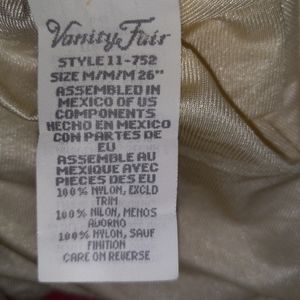 Vanity Fair
STYLE 11-752
SIZE M/M/M 26"
ASSEMBLED IN
MEXICO OF US
COMPONENTS
HECHO EN MEXICO
CON PARTES DE
EU
ASSEMBLE AU
MEXIQUE AVEC
PIECES DES EU
100% NYLON, EXCLD
TRIM
100% NILON, MENOS
ADORNO
100% NYLON, SAUF
FINITION
CARE ON REVERSE